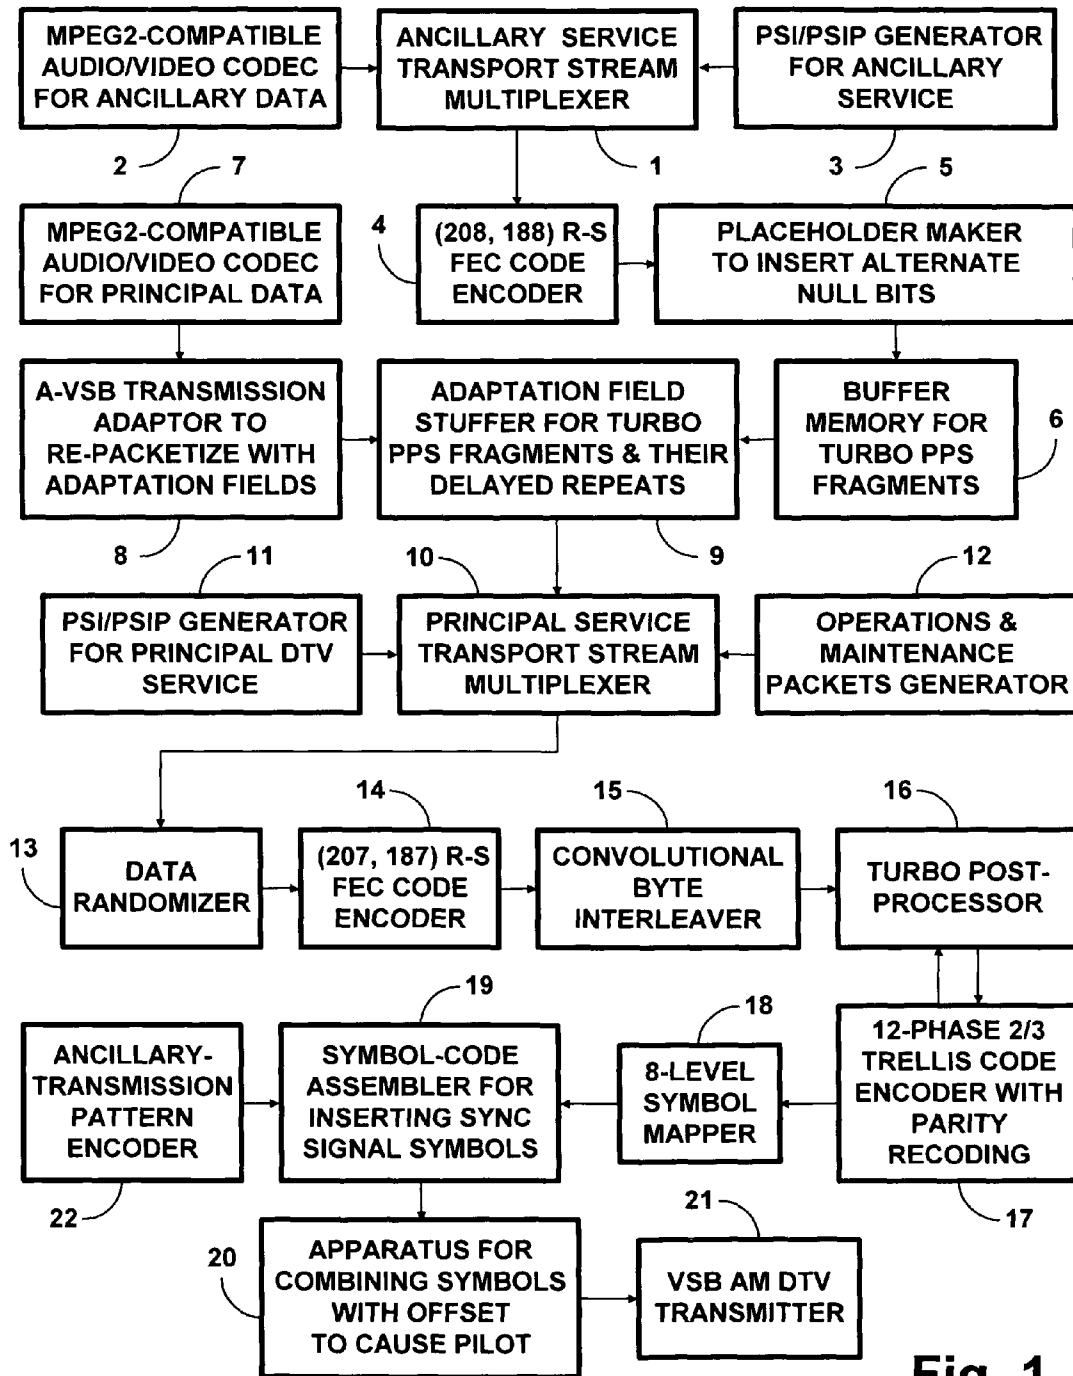 MPEG2-COMPATIBLE
AUDIO/VIDEO CODEC
FOR ANCILLARY DATA
ANCILLARY SERVICE
TRANSPORT STREAM
MULTIPLEXER
PSI/PSIP GENERATOR
FOR ANCILLARY
SERVICE
2
7
1
3
5
MPEG2-COMPATIBLE
AUDIO/VIDEO CODEC
FOR PRINCIPAL DATA
4
(208, 188) R-S
FEC CODE
ENCODER
PLACEHOLDER MAKER
TO INSERT ALTERNATE
NULL BITS
A-VSB TRANSMISSION
ADAPTOR TO
RE-PACKETIZE WITH
ADAPTATION FIELDS
ADAPTATION FIELD
STUFFER FOR TURBO
PPS FRAGMENTS & THEIR
DELAYED REPEATS
BUFFER
MEMORY FOR
TURBO PPS
FRAGMENTS
6
8
11
10
9
12
PSI/PSIP GENERATOR
FOR PRINCIPAL DTV
SERVICE
PRINCIPAL SERVICE
TRANSPORT STREAM
MULTIPLEXER
OPERATIONS &
MAINTENANCE
PACKETS GENERATOR
14
15
16
13
DATA
RANDOMIZER
(207, 187) R-S
FEC CODE
ENCODER
CONVOLUTIONAL
BYTE
INTERLEAVER
TURBO POST-
PROCESSOR
19
18
ANCILLARY-
TRANSMISSION
PATTERN
ENCODER
SYMBOL-CODE
ASSEMBLER FOR
INSERTING SYNC
SIGNAL SYMBOLS
8-LEVEL
SYMBOL
MAPPER
12-PHASE 2/3
TRELLIS CODE
ENCODER WITH
PARITY
RECODING
22
21
17
20
APPARATUS FOR
COMBINING SYMBOLS
WITH OFFSET
TO CAUSE PILOT
VSB AM DTV
TRANSMITTER
Fig. 1